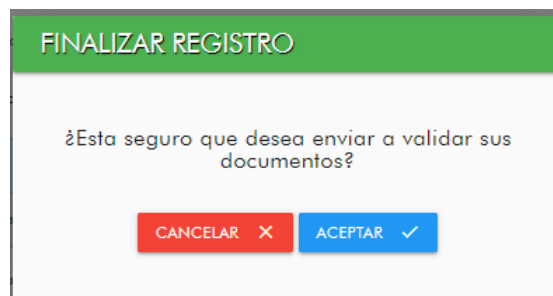 FINALIZAR REGISTRO
¿Esta seguro que desea enviar a validar sus
documentos?
CANCELAR
ACEPTAR